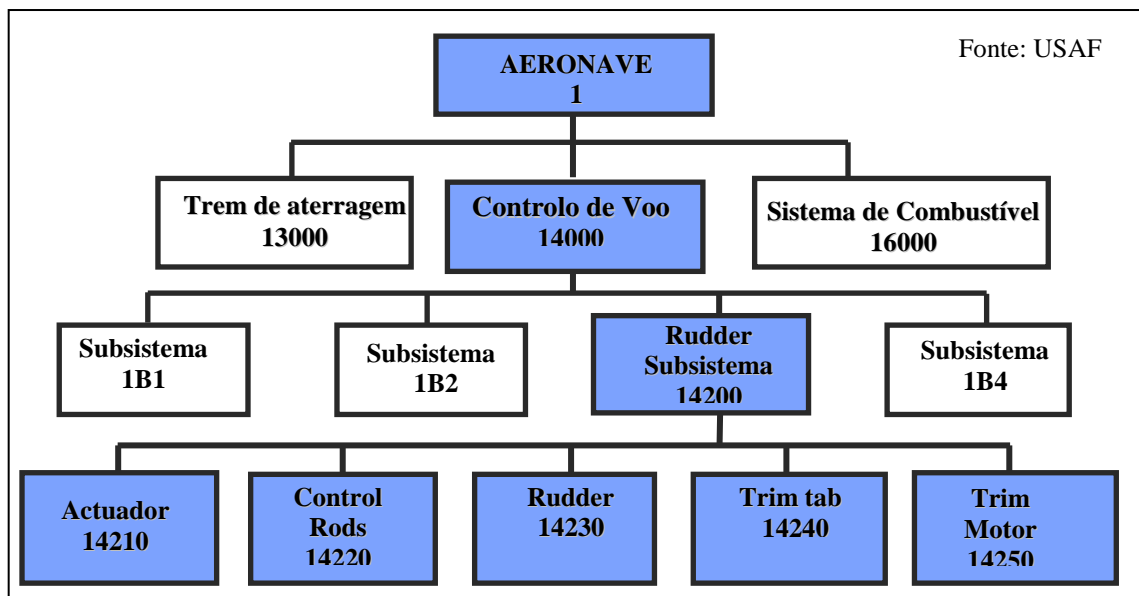 Fonte: USAF
AERONAVE
1
Trem de aterragem
13000
Controlo de Voo
14000
Sistema de Combustível
16000
Subsistema
1B1
Subsistema
1B2
Rudder
Subsistema
14200
Subsistema
1B4
Actuador
14210
Control
Rods
14220
Rudder
14230
Trim tab
14240
Trim
Motor
14250